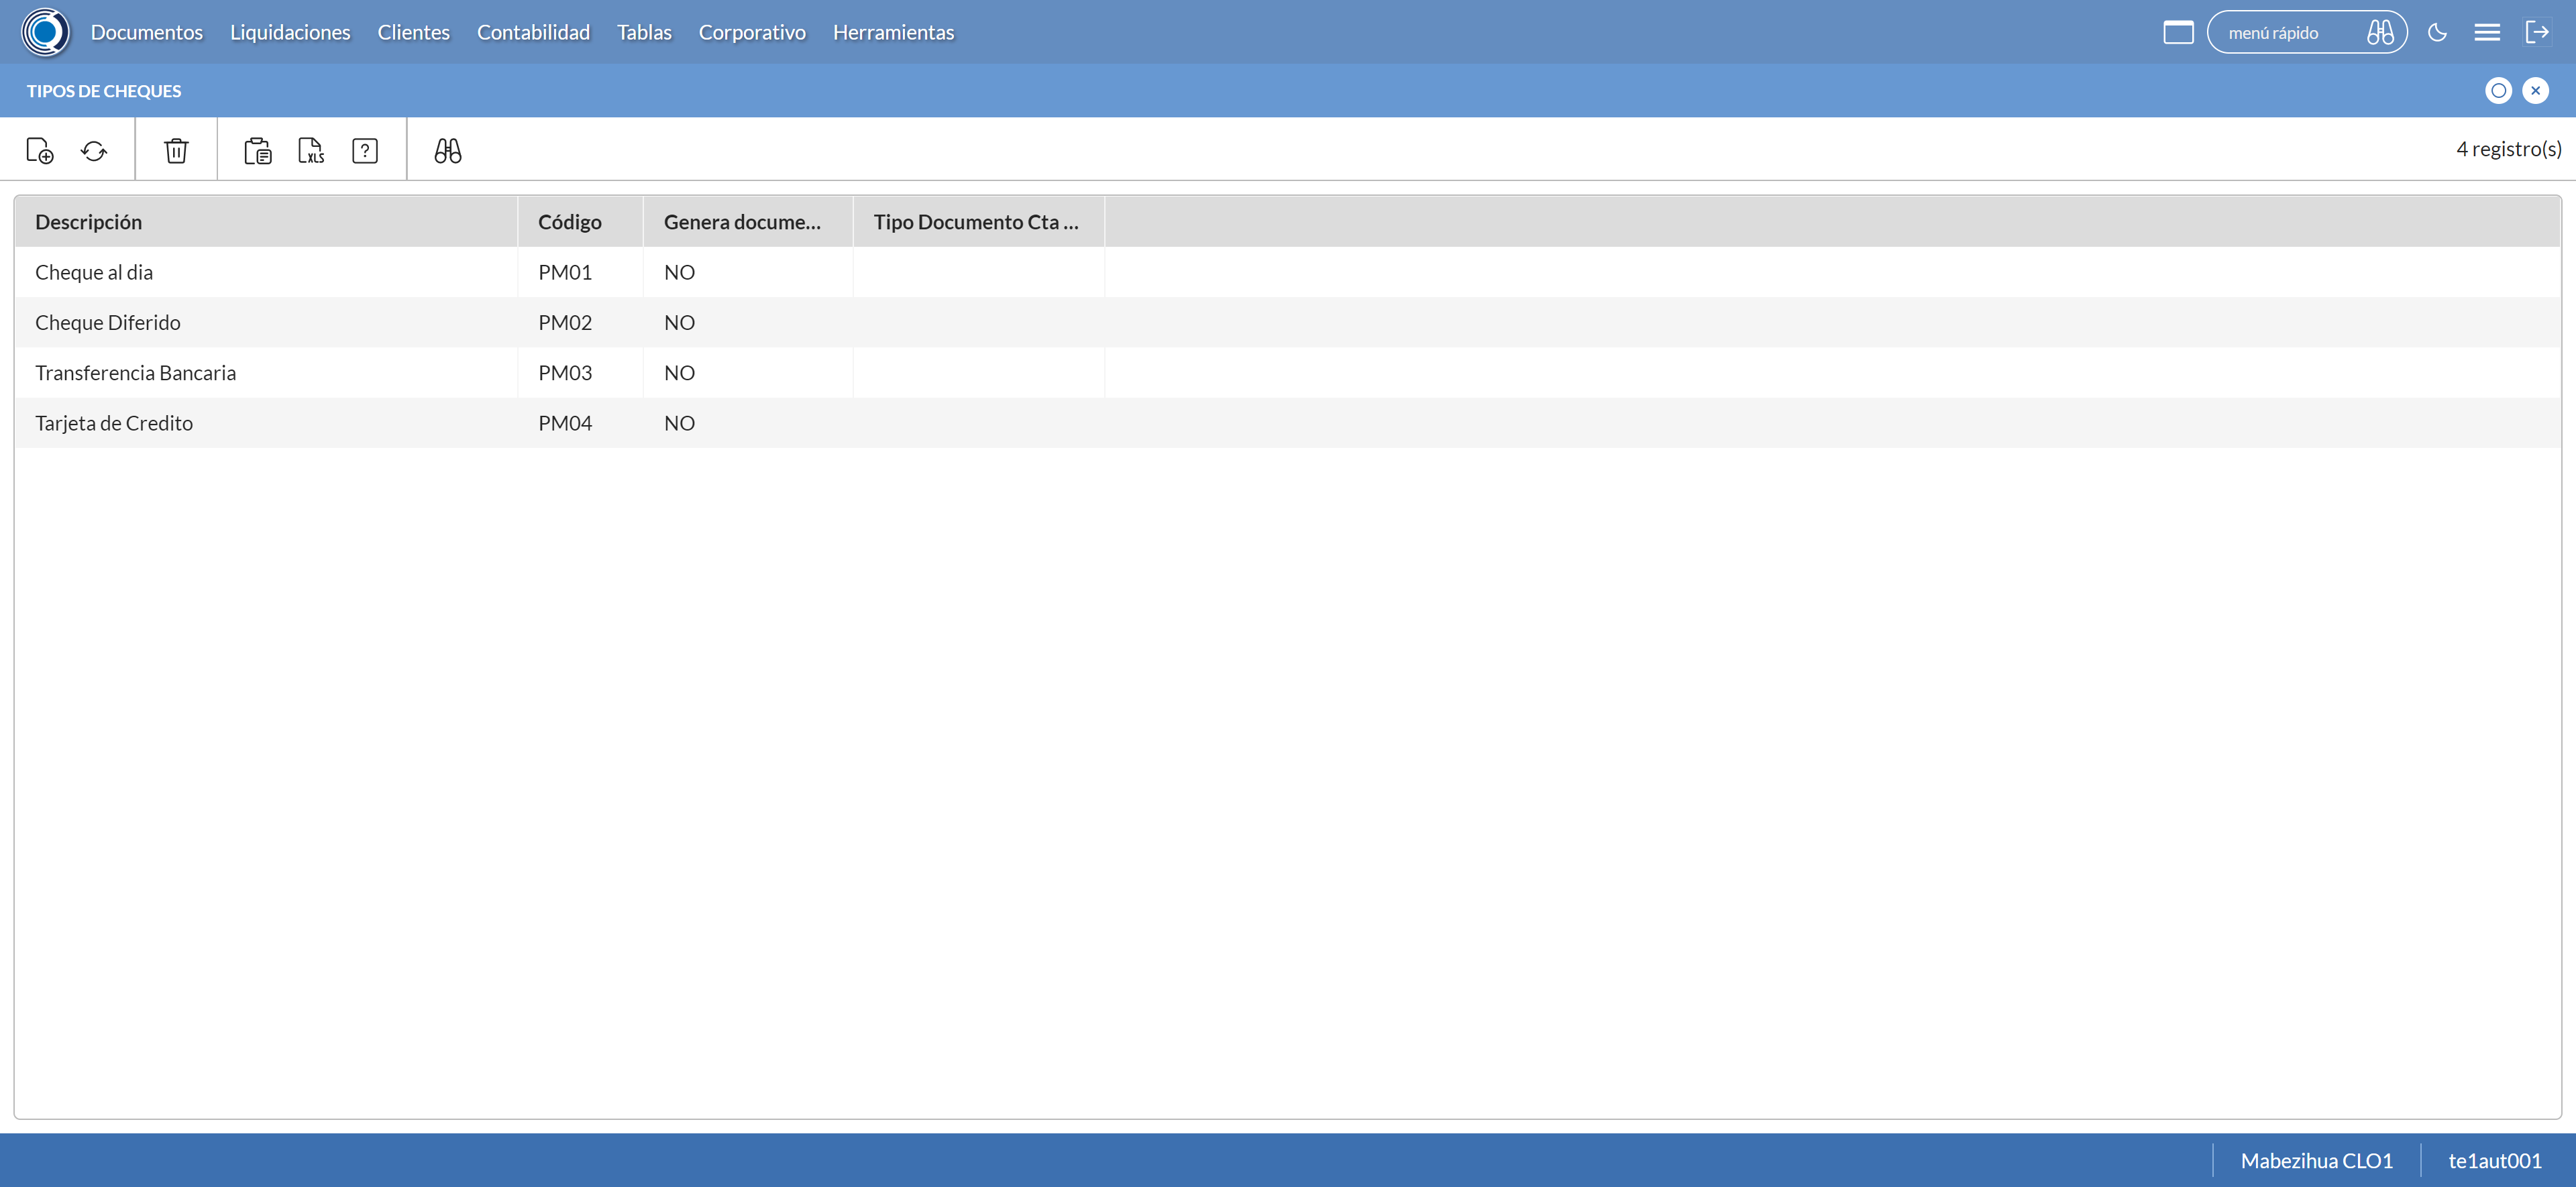 Documentos Liquidaciones Clientes Contabilidad Tablas Corporativo Herramientas menú rápido
TIPOS DE CHEQUES
XLS ? 4 registro(s)
Descripción Código Genera docume... Tipo Documento Cta ...
Cheque al dia PM01 NO
Cheque Diferido PM02 NO
Transferencia Bancaria PM03 NO
Tarjeta de Credito PM04 NO
Mabezihua CLO1 te1aut001